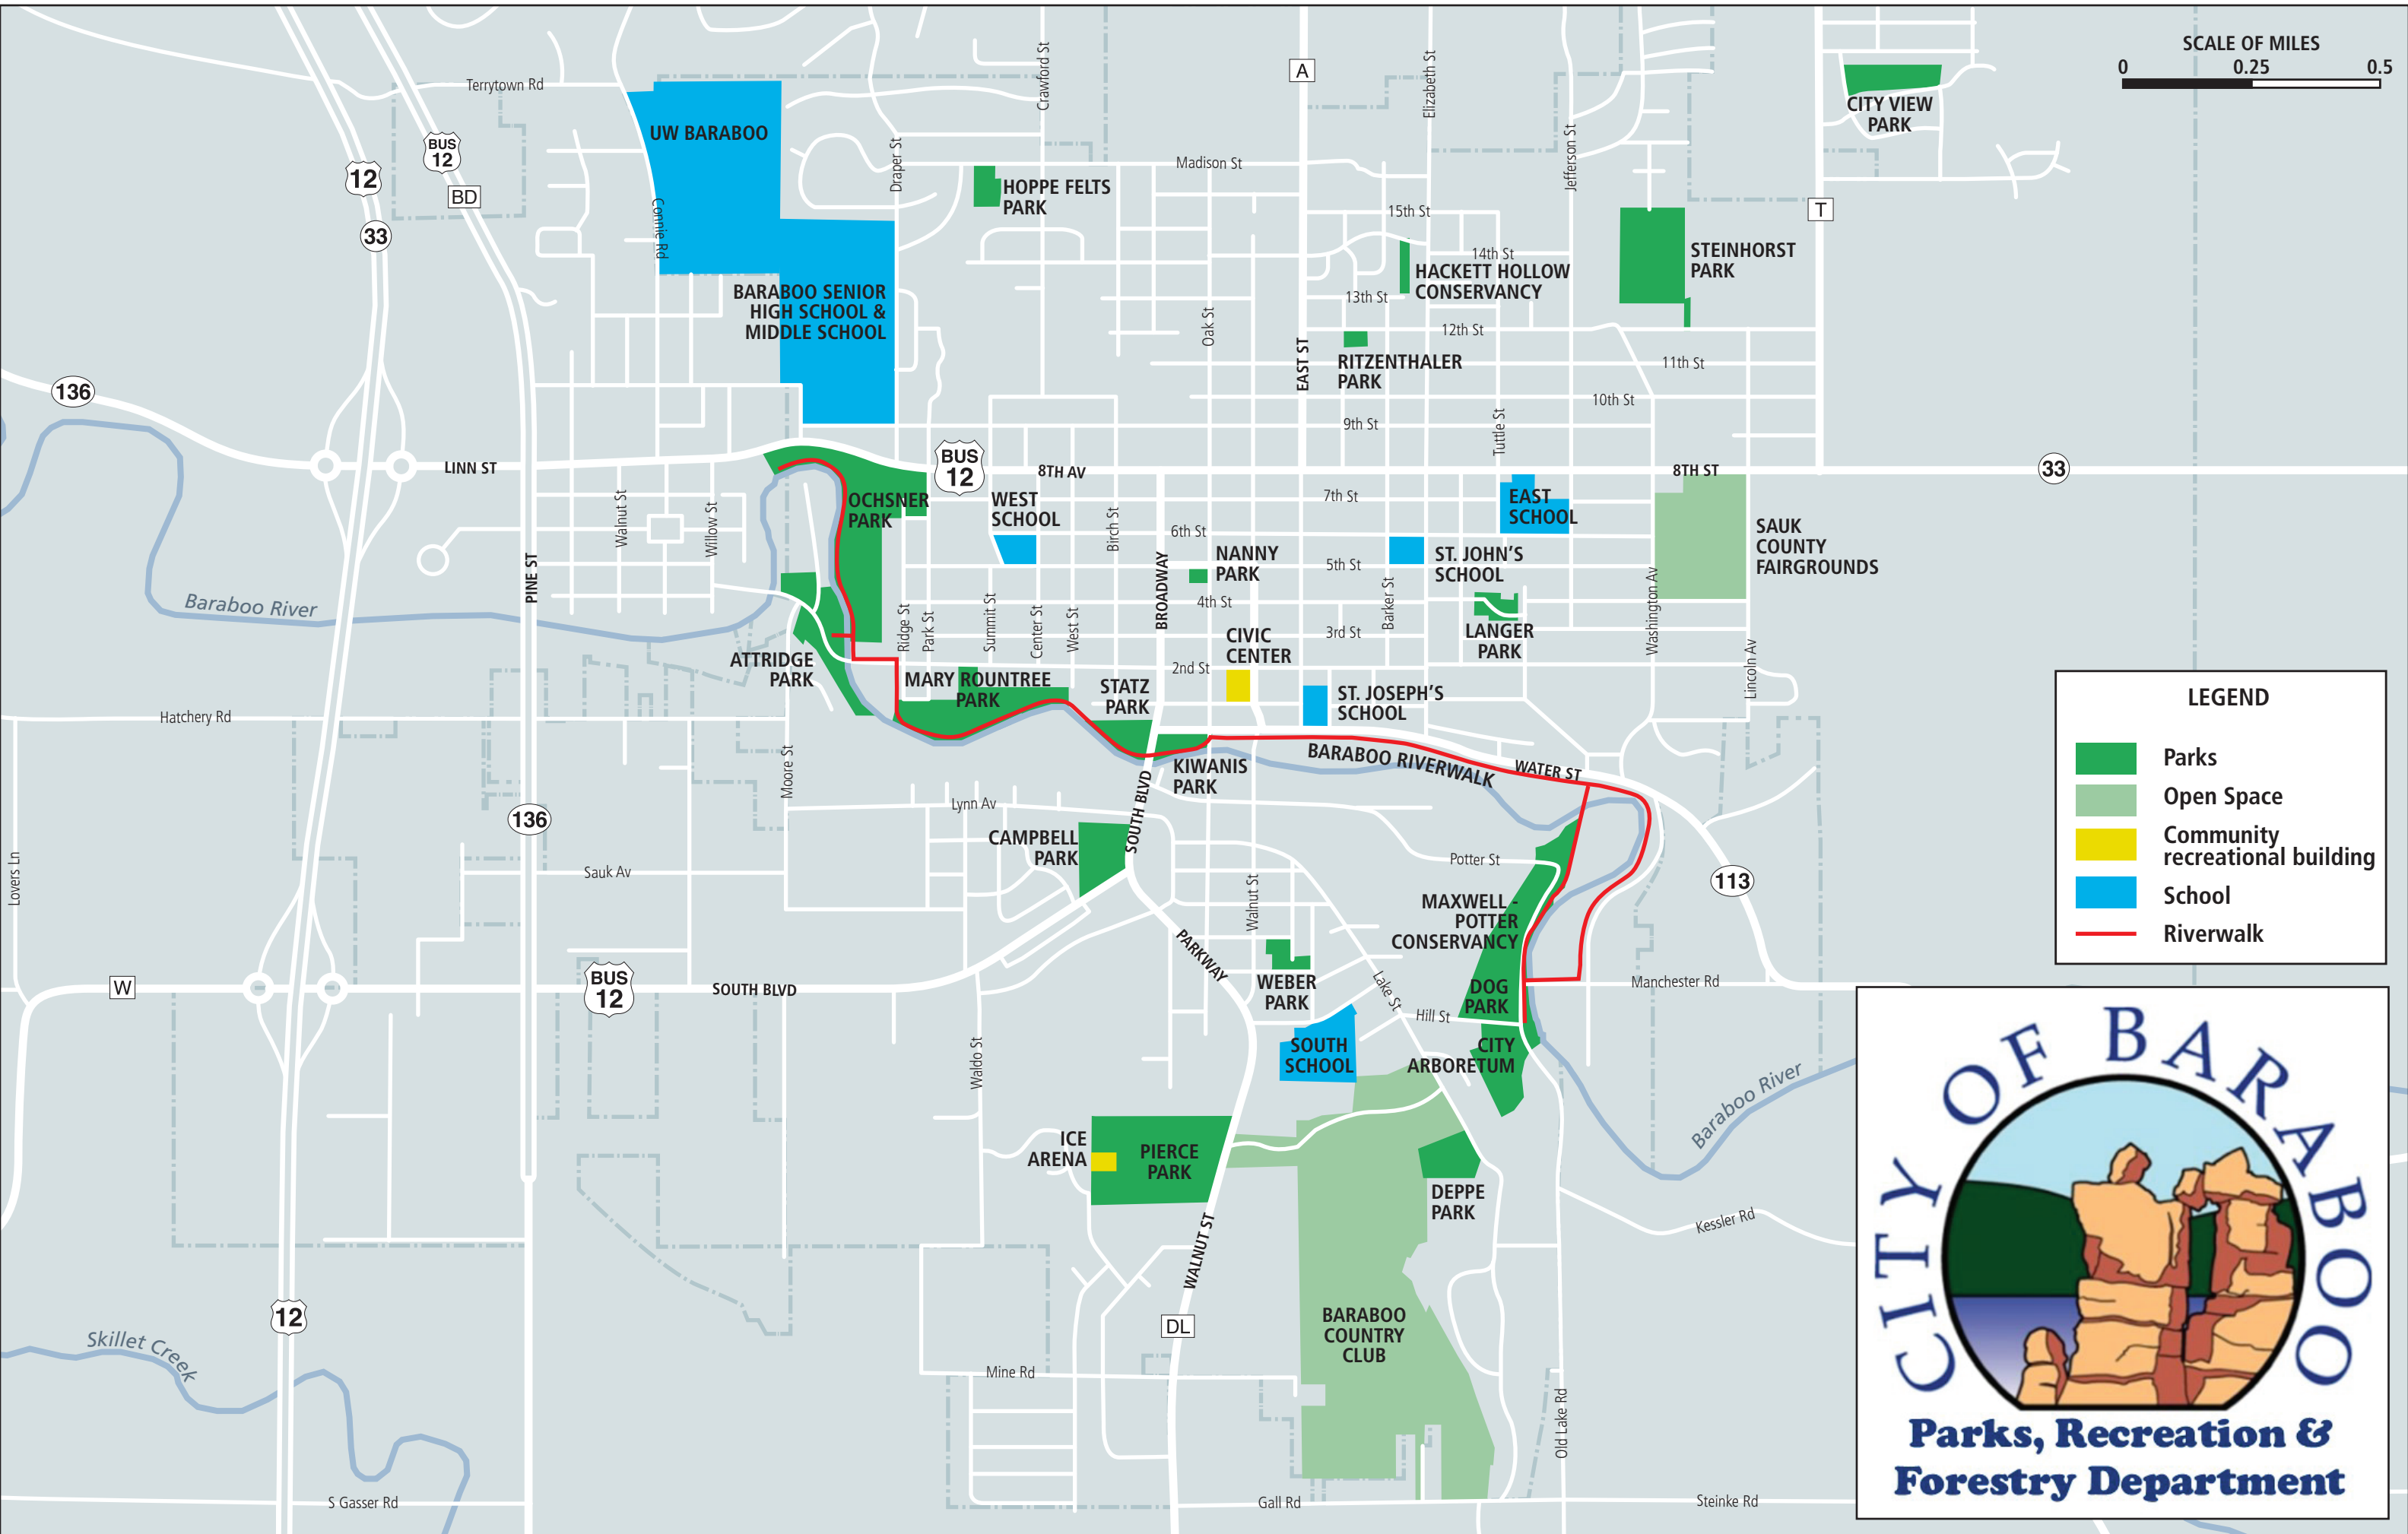 SCALE OF MILES
0 0.25 0.5
Terrytown Rd
UW BARABOO
Crawford St
A
Elizabeth St
CITY VIEW
PARK
BUS
12
12
BD
33
Connie Rd
Draper St
Madison St
Jefferson St
HOPPE FELTS
PARK
15th St
T
14th St
STEINHORST
PARK
HACKETT HOLLOW
CONSERVANCY
BARABOO SENIOR
HIGH SCHOOL &
MIDDLE SCHOOL
13th St
12th St
Oak St
EAST ST
RITZENTHALER
PARK
11th St
136
10th St
9th St
Tuttle St
LINN ST
BUS
12
8TH AV
8TH ST
33
Walnut St
Willow St
OCHSNER
PARK
WEST
SCHOOL
Birch St
7th St
EAST
SCHOOL
6th St
SAUK
COUNTY
FAIRGROUNDS
PINE ST
BROADWAY
NANNY
PARK
5th St
ST. JOHN'S
SCHOOL
Baraboo River
Ridge St
Park St
Summit St
Center St
West St
4th St
Barker St
Washington Av
3rd St
LANGER
PARK
CIVIC
CENTER
ATTRIDGE
PARK
2nd St
Lincoln Av
MARY ROUNTREE
PARK
STATZ
PARK
ST. JOSEPH'S
SCHOOL
Hatchery Rd
Moore St
KIWANIS
PARK
BARABOO RIVERWALK
WATER ST
LEGEND
Parks
Open Space
Community
recreational building
School
Riverwalk
136
Lynn Av
SOUTH BLVD
CAMPBELL
PARK
Lovers Ln
Sauk Av
Potter St
113
Walnut St
MAXWELL -
POTTER
CONSERVANCY
PARKWAY
W
BUS
12
SOUTH BLVD
WEBER
PARK
Lake St
DOG
PARK
Manchester Rd
Hill St
Waldo St
SOUTH
SCHOOL
CITY
ARBORETUM
Baraboo River
ICE
ARENA
PIERCE
PARK
DEPPE
PARK
Kessler Rd
WALNUT ST
12
DL
BARABOO
COUNTRY
CLUB
Skillet Creek
Mine Rd
Old Lake Rd
S Gasser Rd
Gall Rd
Steinke Rd
CITY OF BARABOO
Parks, Recreation &
Forestry Department